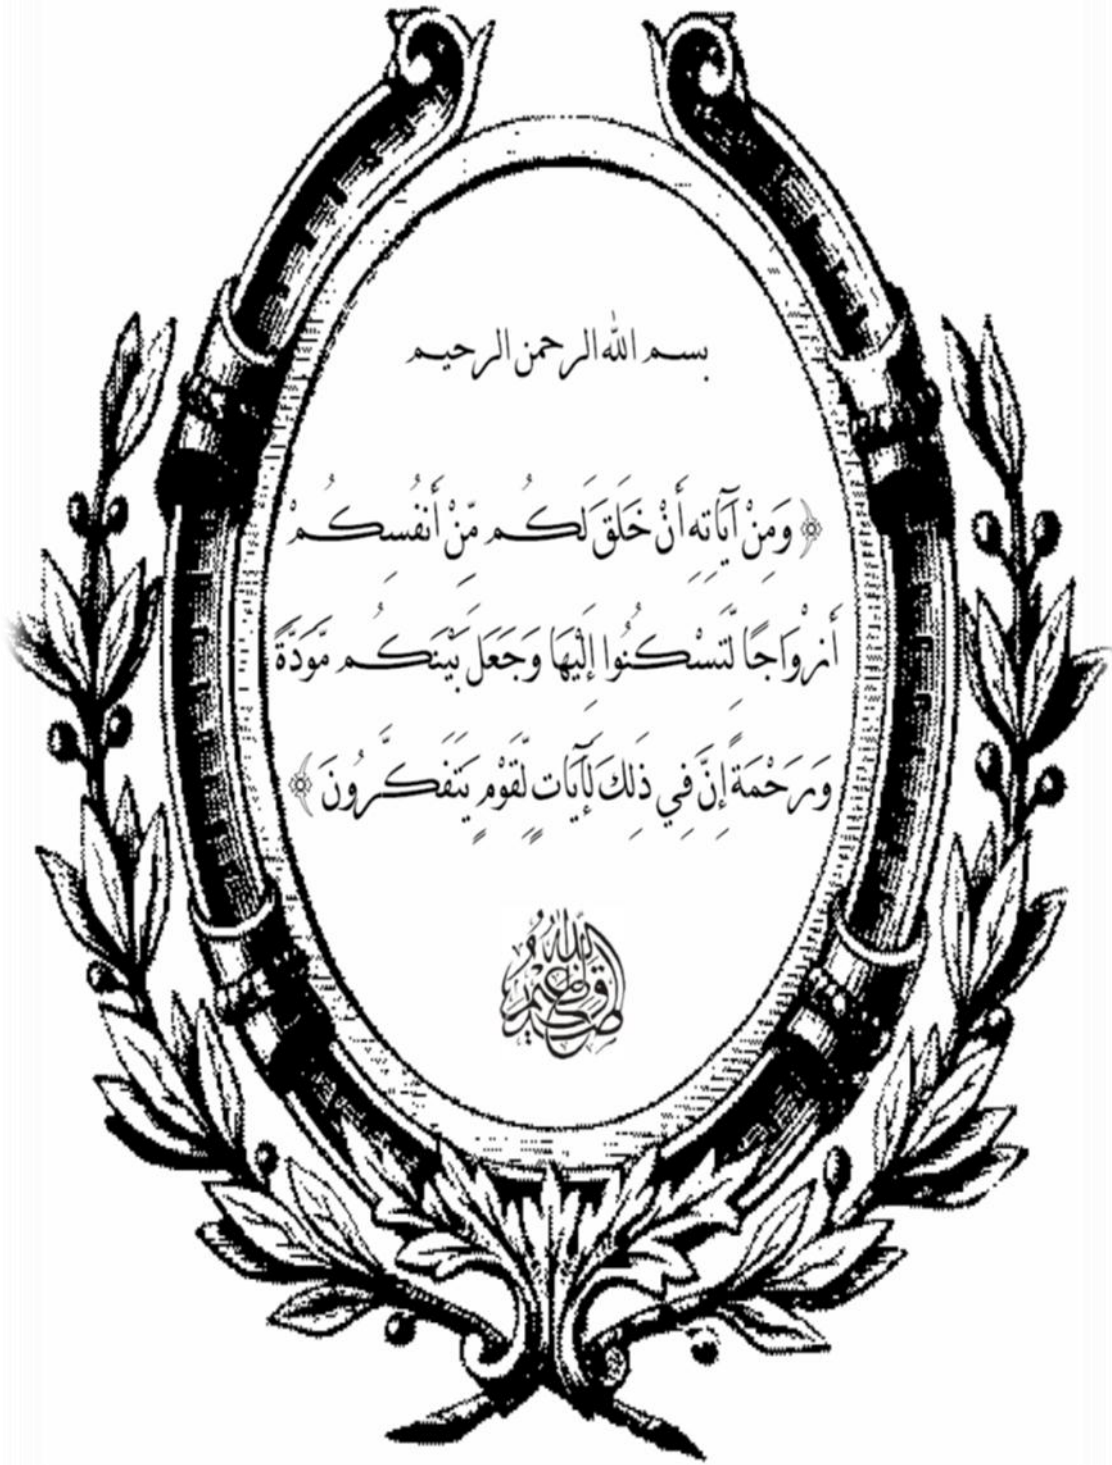 بسم الله الرحمن الرحيم
﴿ وَمِنْ آيَاتِهِ أَنْ خَلَقَ لَكُم مِّنْ أَنفُسِكُمْ
أَزْوَاجًا لِّتَسْكُنُوا إِلَيْهَا وَجَعَلَ بَيْنَكُم مَّوَدَّةً
وَرَحْمَةً إِنَّ فِي ذَلِكَ لَآيَاتٍ لِّقَوْمٍ يَتَفَكَّرُونَ ﴾
صدق الله العظيم